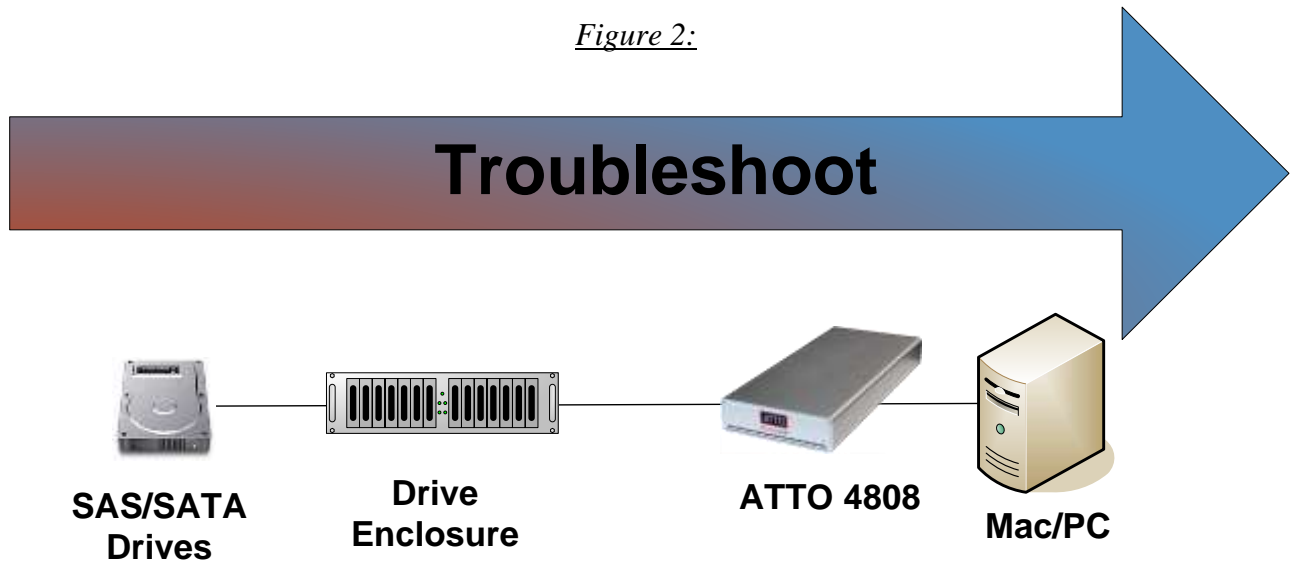 Figure 2:
Troubleshoot
SAS/SATA
Drives
Drive
Enclosure
ATTO 4808
Mac/PC